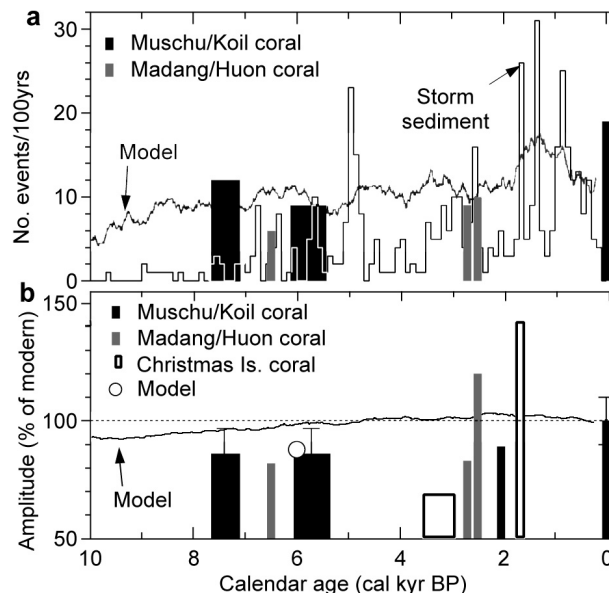 a
30
Muschu/Koil coral
Madang/Huon coral
Storm
sediment
Model
20
10
0
No. events/100yrs
b
150
Muschu/Koil coral
Madang/Huon coral
Christmas Is. coral
Model
100
Model
50
Amplitude (% of modern)
10 8 6 4 2 0
Calendar age (cal kyr BP)